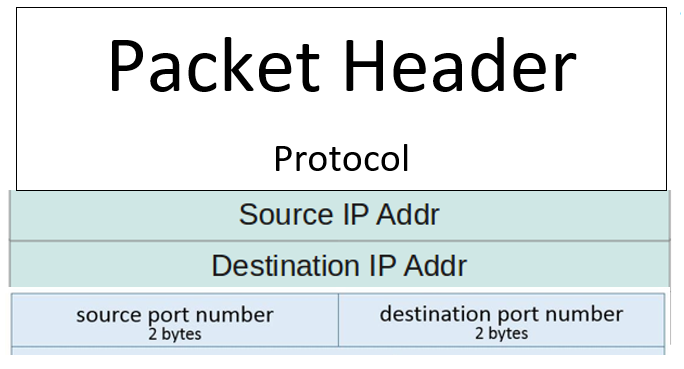 Packet Header
Protocol
Source IP Addr
Destination IP Addr
source port number
2 bytes
destination port number
2 bytes